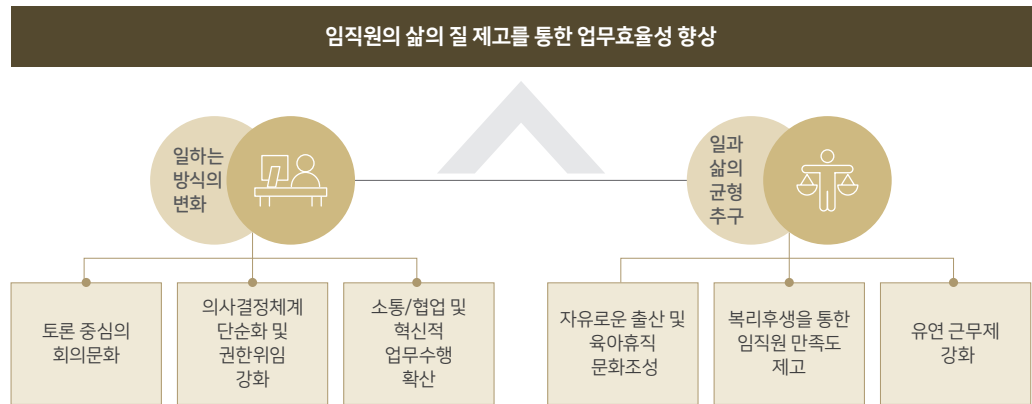 임직원의 삶의 질 제고를 통한 업무효율성 향상
일하는
방식의
변화
일과
삶의
균형
추구
토론 중심의
회의문화
의사결정체계
단순화 및
권한위임
강화
소통/협업 및
혁신적
업무수행
확산
자유로운 출산 및
육아휴직
문화조성
복리후생을 통한
임직원 만족도
제고
유연 근무제
강화